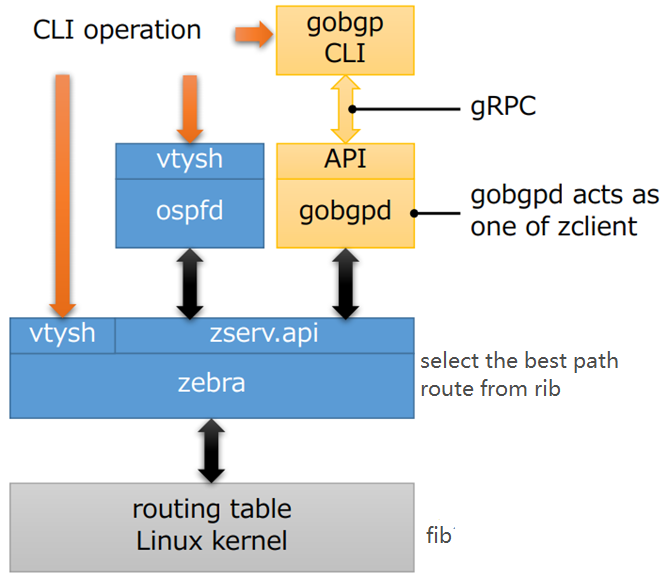 CLI operation
gobgp
CLI
gRPC
vtysh
ospfd
API
gobgpd
gobgpd acts as
one of zclient
vtysh
zserv.api
zebra
select the best path
route from rib
routing table
Linux kernel
fib